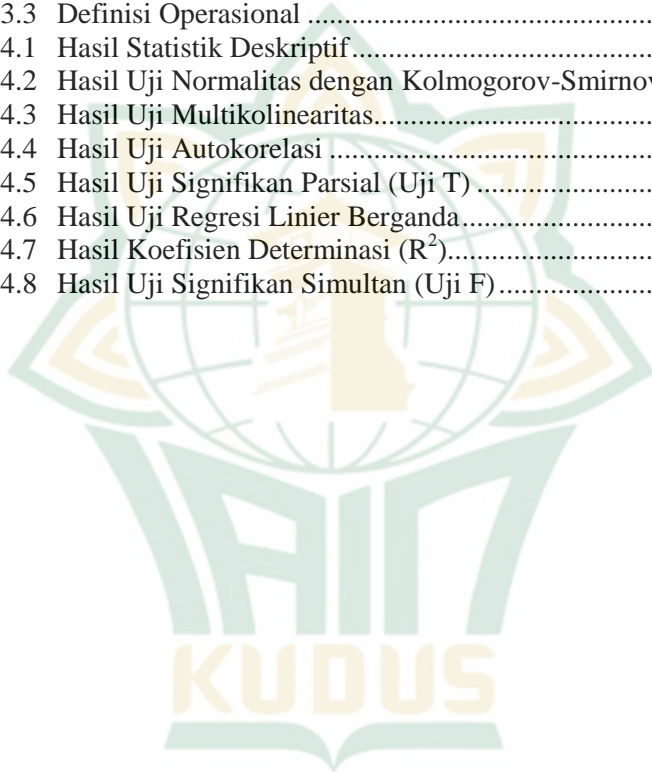 3.3 Definisi Operasional ..........................................
4.1 Hasil Statistik Deskriptif ..........................................
4.2 Hasil Uji Normalitas dengan Kolmogorov-Smirnov
4.3 Hasil Uji Multikolinearitas..........................................
4.4 Hasil Uji Autokorelasi ..........................................
4.5 Hasil Uji Signifikan Parsial (Uji T) ..............................
4.6 Hasil Uji Regresi Linier Berganda..............................
4.7 Hasil Koefisien Determinasi (R²)..............................
4.8 Hasil Uji Signifikan Simultan (Uji F) ..........................
IAIN
KUDUS